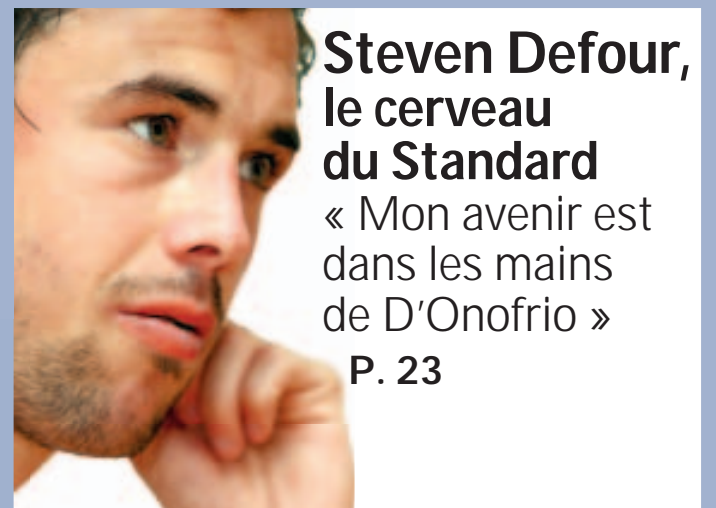 Steven Defour,
le cerveau
du Standard
« Mon avenir est
dans les mains
de D'Onofrio »
P. 23